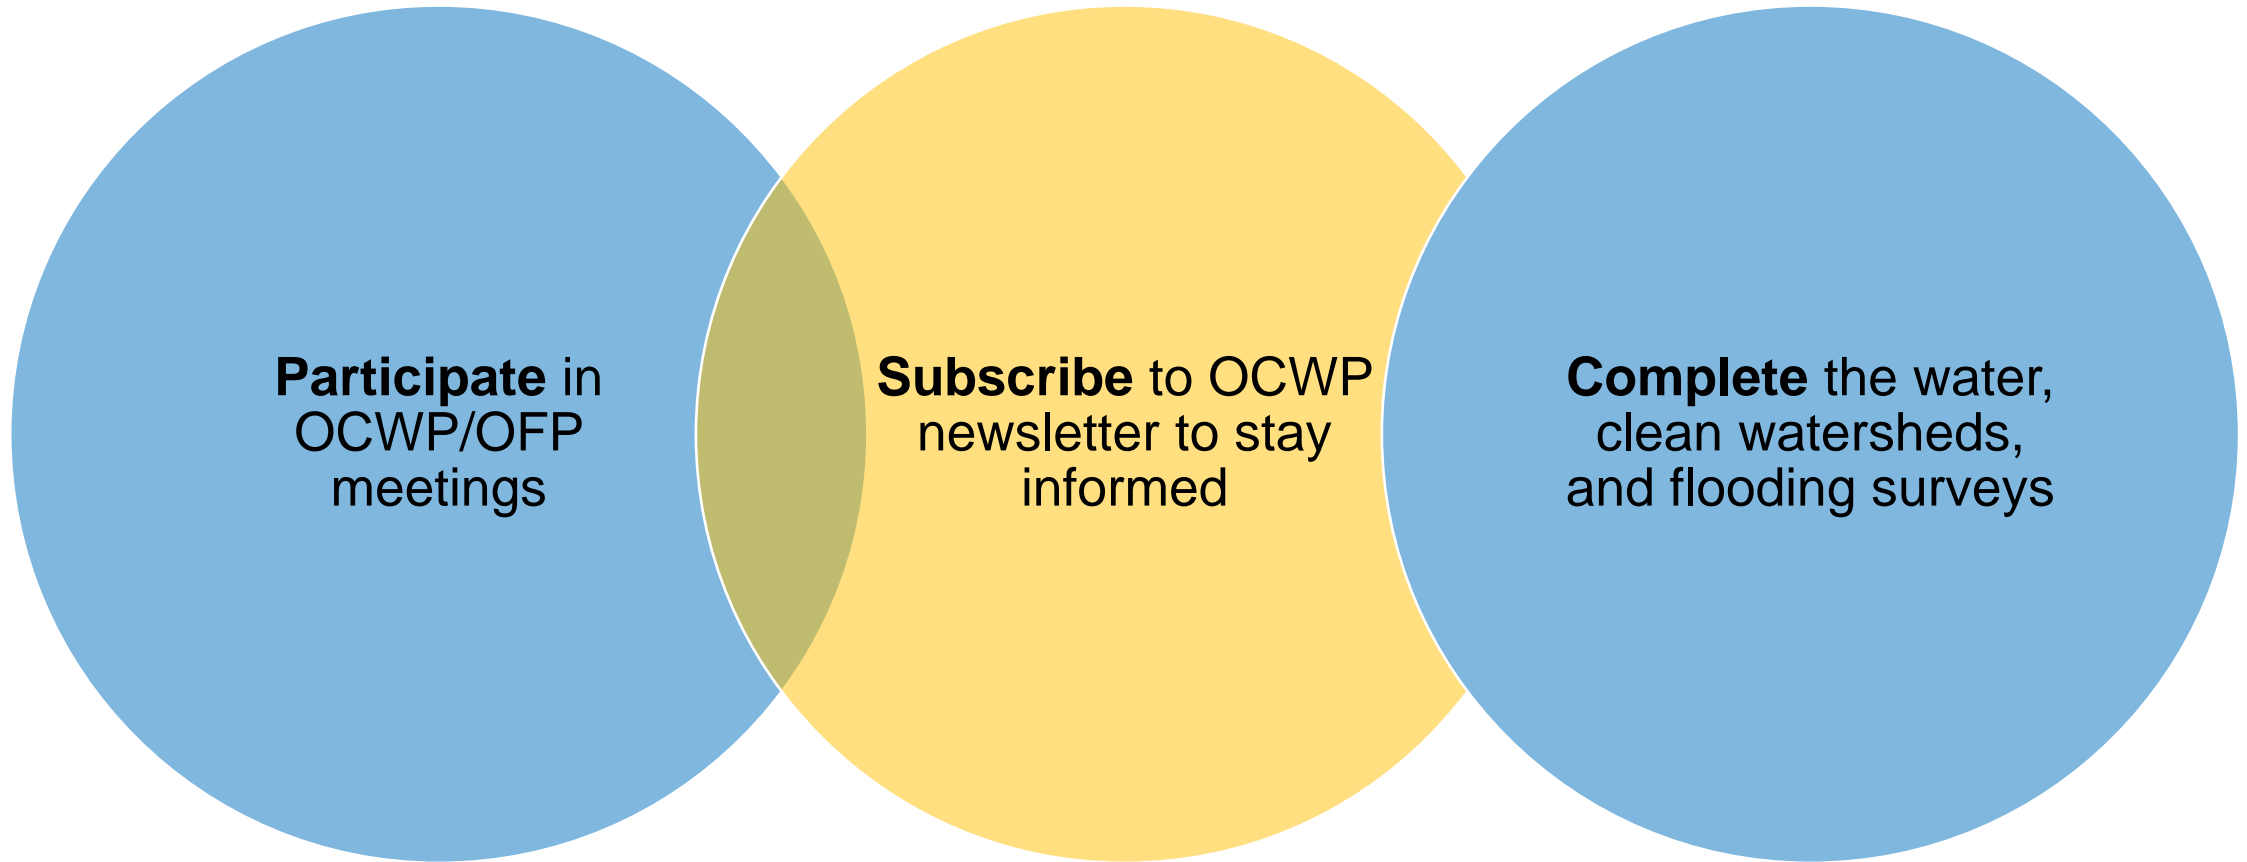 Participate in
OCWP/OFP
meetings
Subscribe to OCWP
newsletter to stay
informed
Complete the water,
clean watersheds,
and flooding surveys